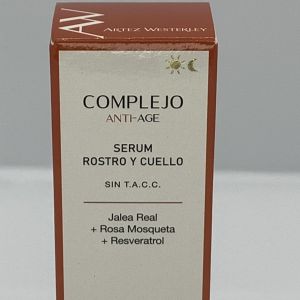 AW
ARTEZ WESTERLEY
COMPLEJO
ANTI-AGE
SERUM
ROSTRO Y CUELLO
SIN T.A.C.C.
Jalea Real
+ Rosa Mosqueta
+ Resveratrol